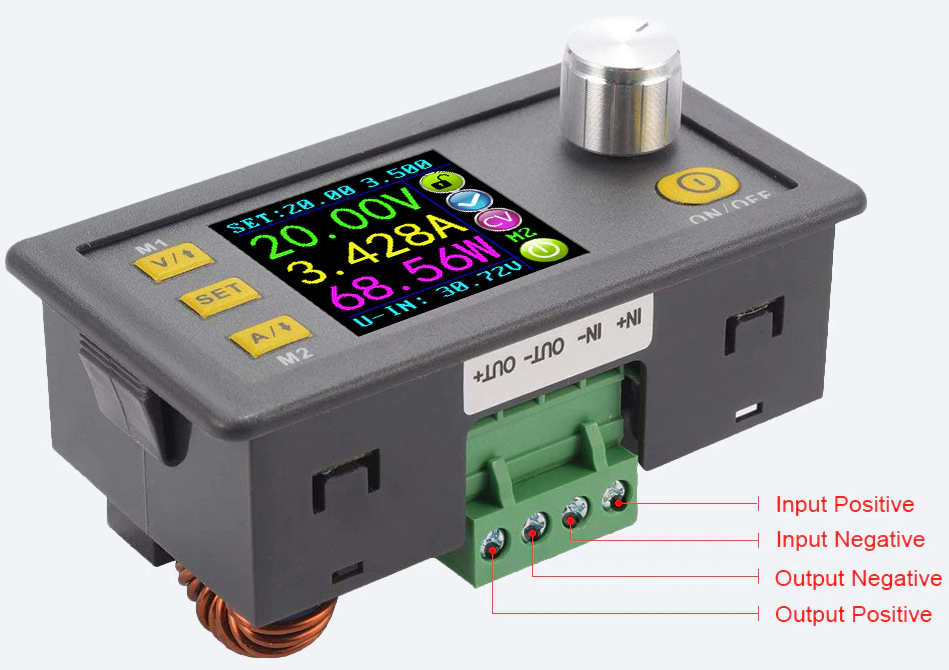 SET:20.00 3.500
20.00V
3.428A
CV
68.56W
M2
U-IN: 30.72V
M1
V/⬆
SET
A/⬇
M2
ON/OFF
IN+ IN- OUT- OUT+
Input Positive
Input Negative
Output Negative
Output Positive